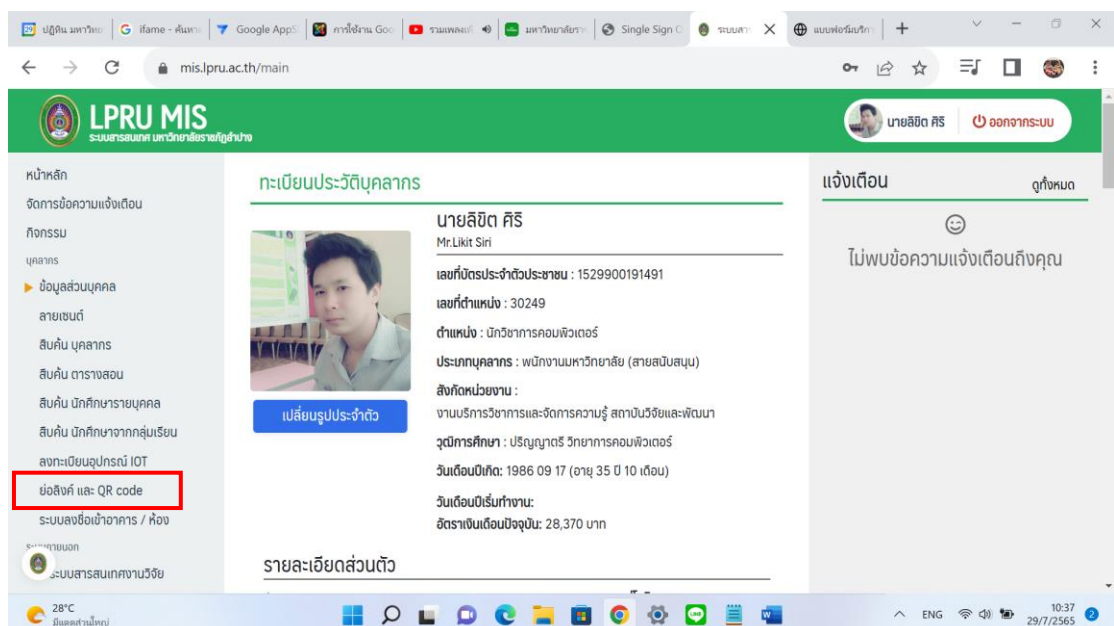 ปฏิทิน มหาวิทย
ifame - ค้นหา
Google AppS
การใช้งาน Goo
รวมเพลง
มหาวิทยาลัยรา
Single Sign O
ระบบสา
แบบฟอร์มบริกา
mis.lpru.ac.th/main
LPRU MIS
ระบบสารสนเทศ มหาวิทยาลัยราชภัฏลำปาง
นายลิขิต ศิริ
ออกจากระบบ
หน้าหลัก
จัดการข้อความแจ้งเตือน
กิจกรรม
บุคลากร
ข้อมูลส่วนบุคคล
ลายเซนต์
สืบค้น บุคลากร
สืบค้น ตารางสอน
สืบค้น นักศึกษารายบุคคล
สืบค้น นักศึกษาจากกลุ่มเรียน
ลงทะเบียนอุปกรณ์ IOT
ย่อลิงค์ และ QR code
ระบบลงชื่อเข้าอาคาร / ห้อง
ระบบภายนอก
ระบบสารสนเทศงานวิจัย
ทะเบียนประวัติบุคลากร
เปลี่ยนรูปประจำตัว
นายลิขิต ศิริ
Mr.Likit Siri
เลขที่บัตรประจำตัวประชาชน : 1529900191491
เลขที่ตำแหน่ง : 30249
ตำแหน่ง : นักวิชาการคอมพิวเตอร์
ประเภทบุคลากร : พนักงานมหาวิทยาลัย (สายสนับสนุน)
สังกัดหน่วยงาน :
งานบริการวิชาการและจัดการความรู้ สถาบันวิจัยและพัฒนา
วุฒิการศึกษา : ปริญญาตรี วิทยาการคอมพิวเตอร์
วันเดือนปีเกิด: 1986 09 17 (อายุ 35 ปี 10 เดือน)
วันเดือนปีเริ่มทำงาน:
อัตราเงินเดือนปัจจุบัน: 28,370 บาท
รายละเอียดส่วนตัว
แจ้งเตือน
ดูทั้งหมด
ไม่พบข้อความแจ้งเตือนถึงคุณ
28°C
มีแดดส่วนใหญ่
ENG
10:37
29/7/2565
2